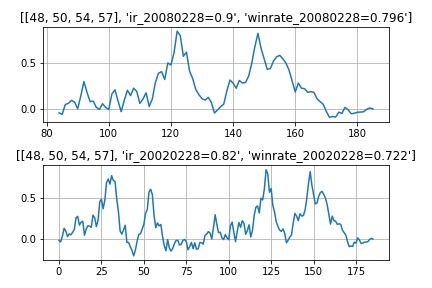 [[48, 50, 54, 57], 'ir_20080228=0.9', 'winrate_20080228=0.796']
0.5
0.0
80 100 120 140 160 180
[[48, 50, 54, 57], 'ir_20020228=0.82', 'winrate_20020228=0.722']
0.5
0.0
0 25 50 75 100 125 150 175